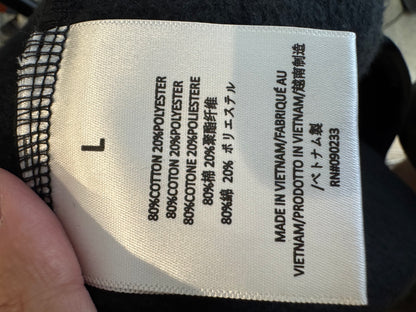 L
80%COTTON 20%POLYESTER
80%COTON 20%POLYESTER
80%COTONE 20%POLIESTERE
80%棉 20%聚酯纤维
80%綿 20% ポリエステル
MADE IN VIETNAM/FABRIQUÉ AU
VIETNAM/PRODOTTO IN VIETNAM/越南制造
/ベトナム製
RN#090233